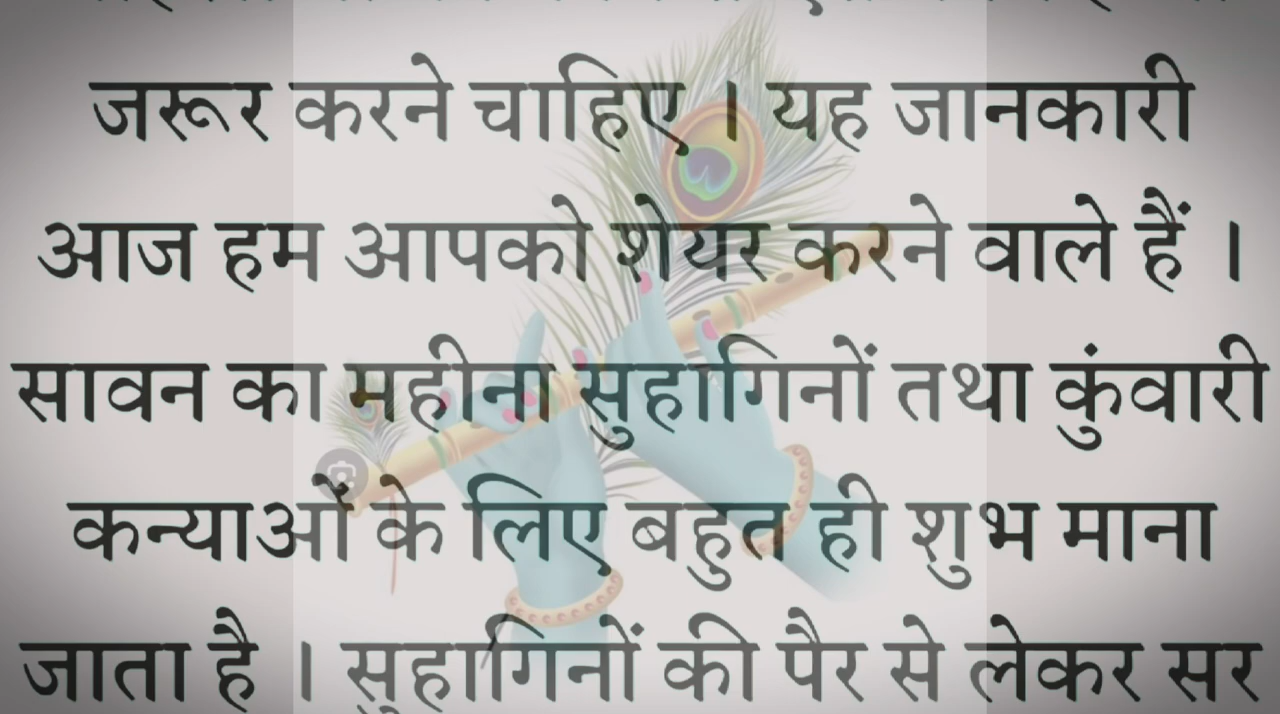 जरूर करने चाहिए । यह जानकारी
आज हम आपको शेयर करने वाले हैं ।
सावन का महीना सुहागिनों तथा कुंवारी
कन्याओं के लिए बहुत ही शुभ माना
जाता है । सुहागिनों की पैर से लेकर सर